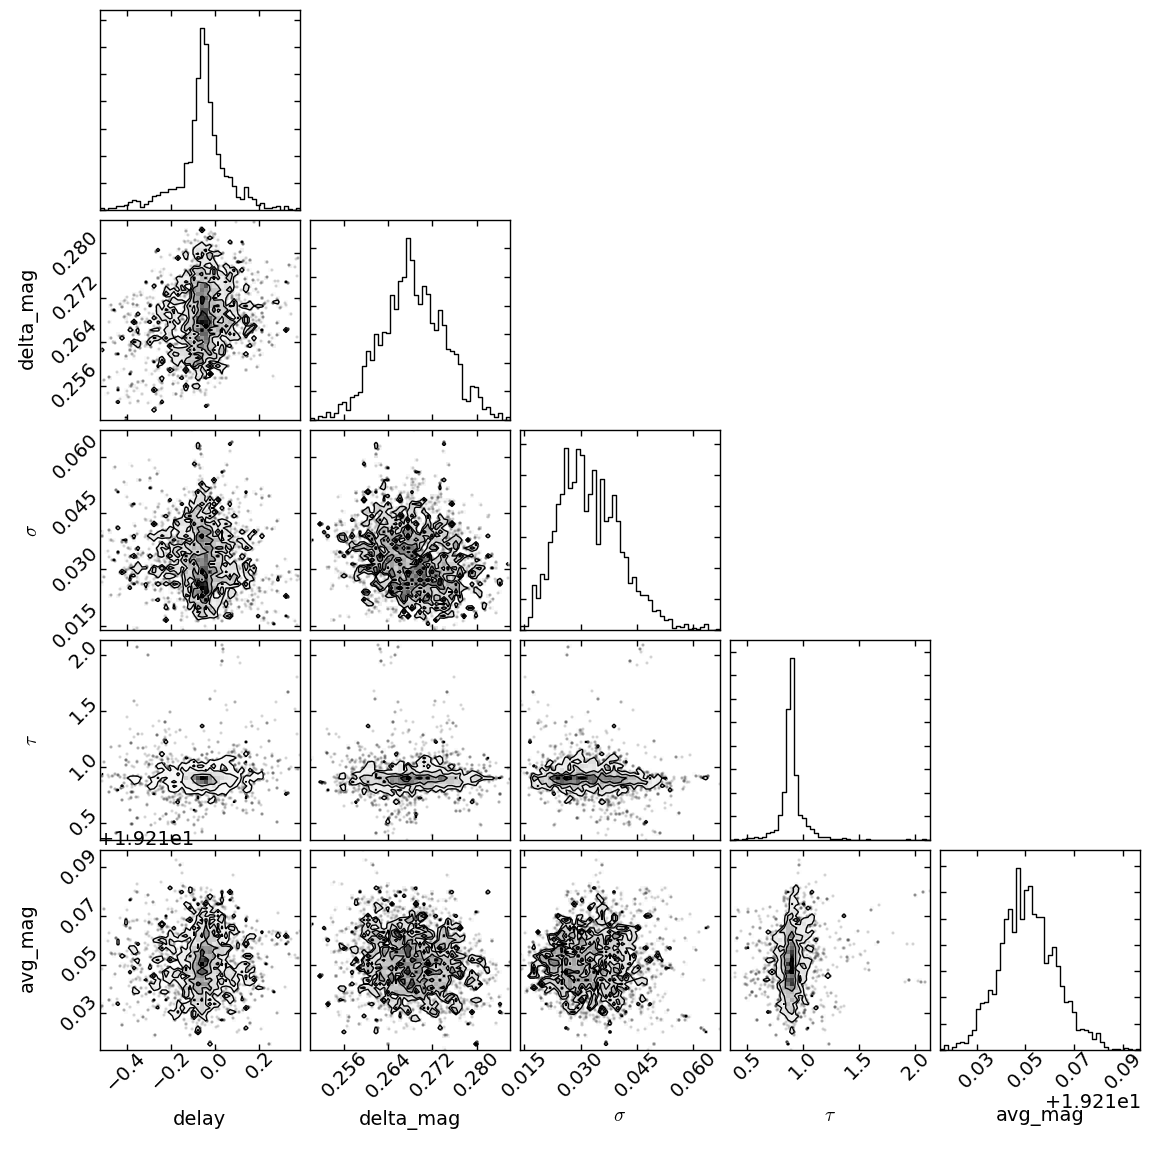 delta_mag
0.280
0.272
0.264
0.256
σ
0.060
0.045
0.030
0.015
τ
2.0
1.5
1.0
0.5
+1.921e1
avg_mag
0.09
0.07
0.05
0.03
−0.4 −0.2 0.0 0.2
0.256 0.264 0.272 0.280
0.015 0.030 0.045 0.060
0.5 1.0 1.5 2.0
0.03 0.05 0.07 0.09
+1.921e1
delay delta_mag σ τ avg_mag